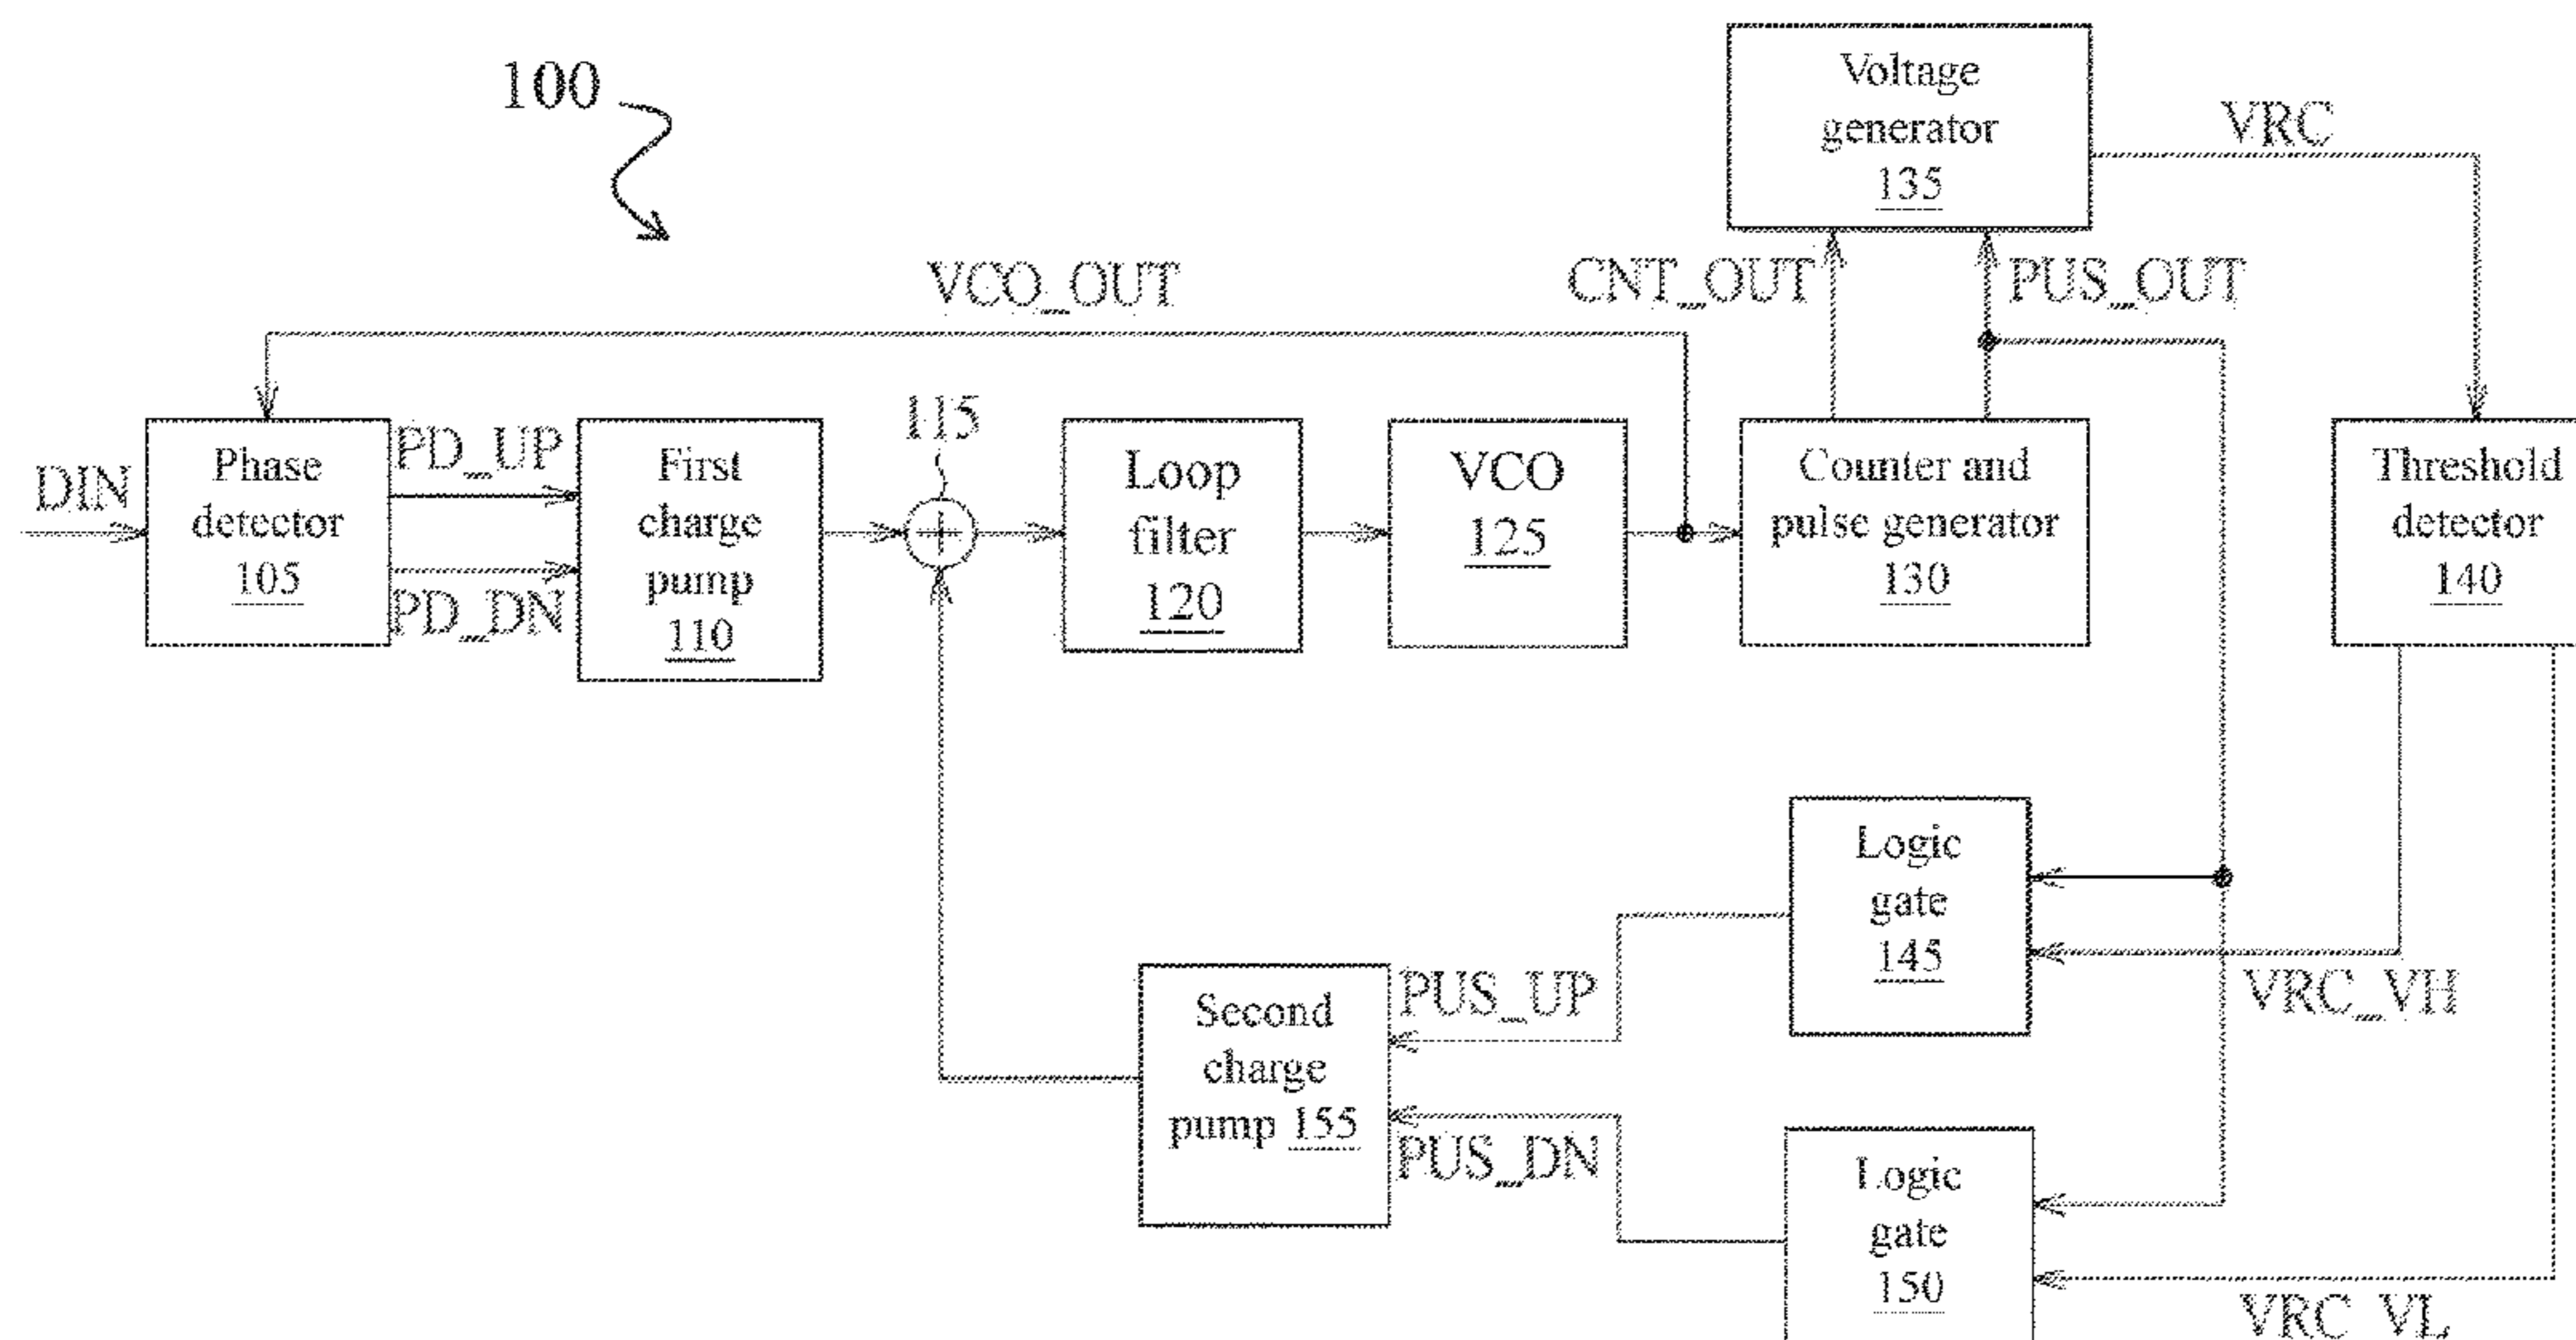 100
Voltage
generator
135
VRC
VCO_OUT
CNT_OUT
PUS_OUT
DIN
Phase
detector
105
PD_UP
PD_DN
First
charge
pump
110
115
Loop
filter
120
VCO
125
Counter and
pulse generator
130
Threshold
detector
140
Logic
gate
145
VRC_VH
PUS_UP
Second
charge
pump 155
PUS_DN
Logic
gate
150
VRC_VL